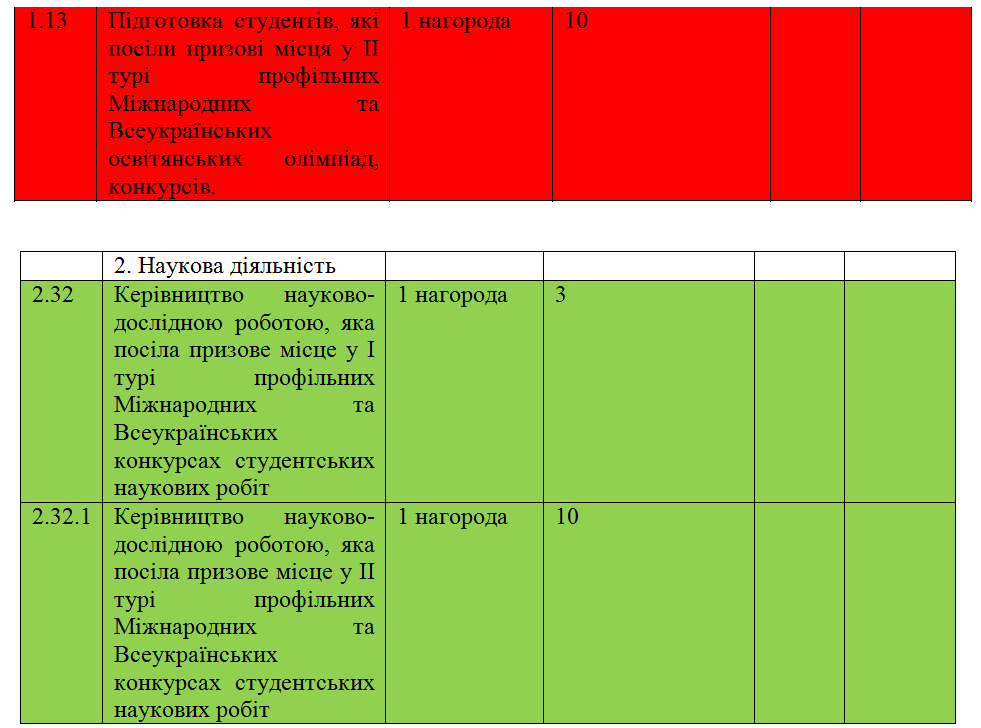 1.13 Підготовка студентів, які 1 нагорода 10
посіли призові місця у ІІ
турі профільних
Міжнародних та
Всеукраїнських
освітянських олімпіад,
конкурсів.
2. Наукова діяльність
2.32 Керівництво науково- 1 нагорода 3
дослідною роботою, яка
посіла призове місце у І
турі профільних
Міжнародних та
Всеукраїнських
конкурсах студентських
наукових робіт
2.32.1 Керівництво науково- 1 нагорода 10
дослідною роботою, яка
посіла призове місце у ІІ
турі профільних
Міжнародних та
Всеукраїнських
конкурсах студентських
наукових робіт